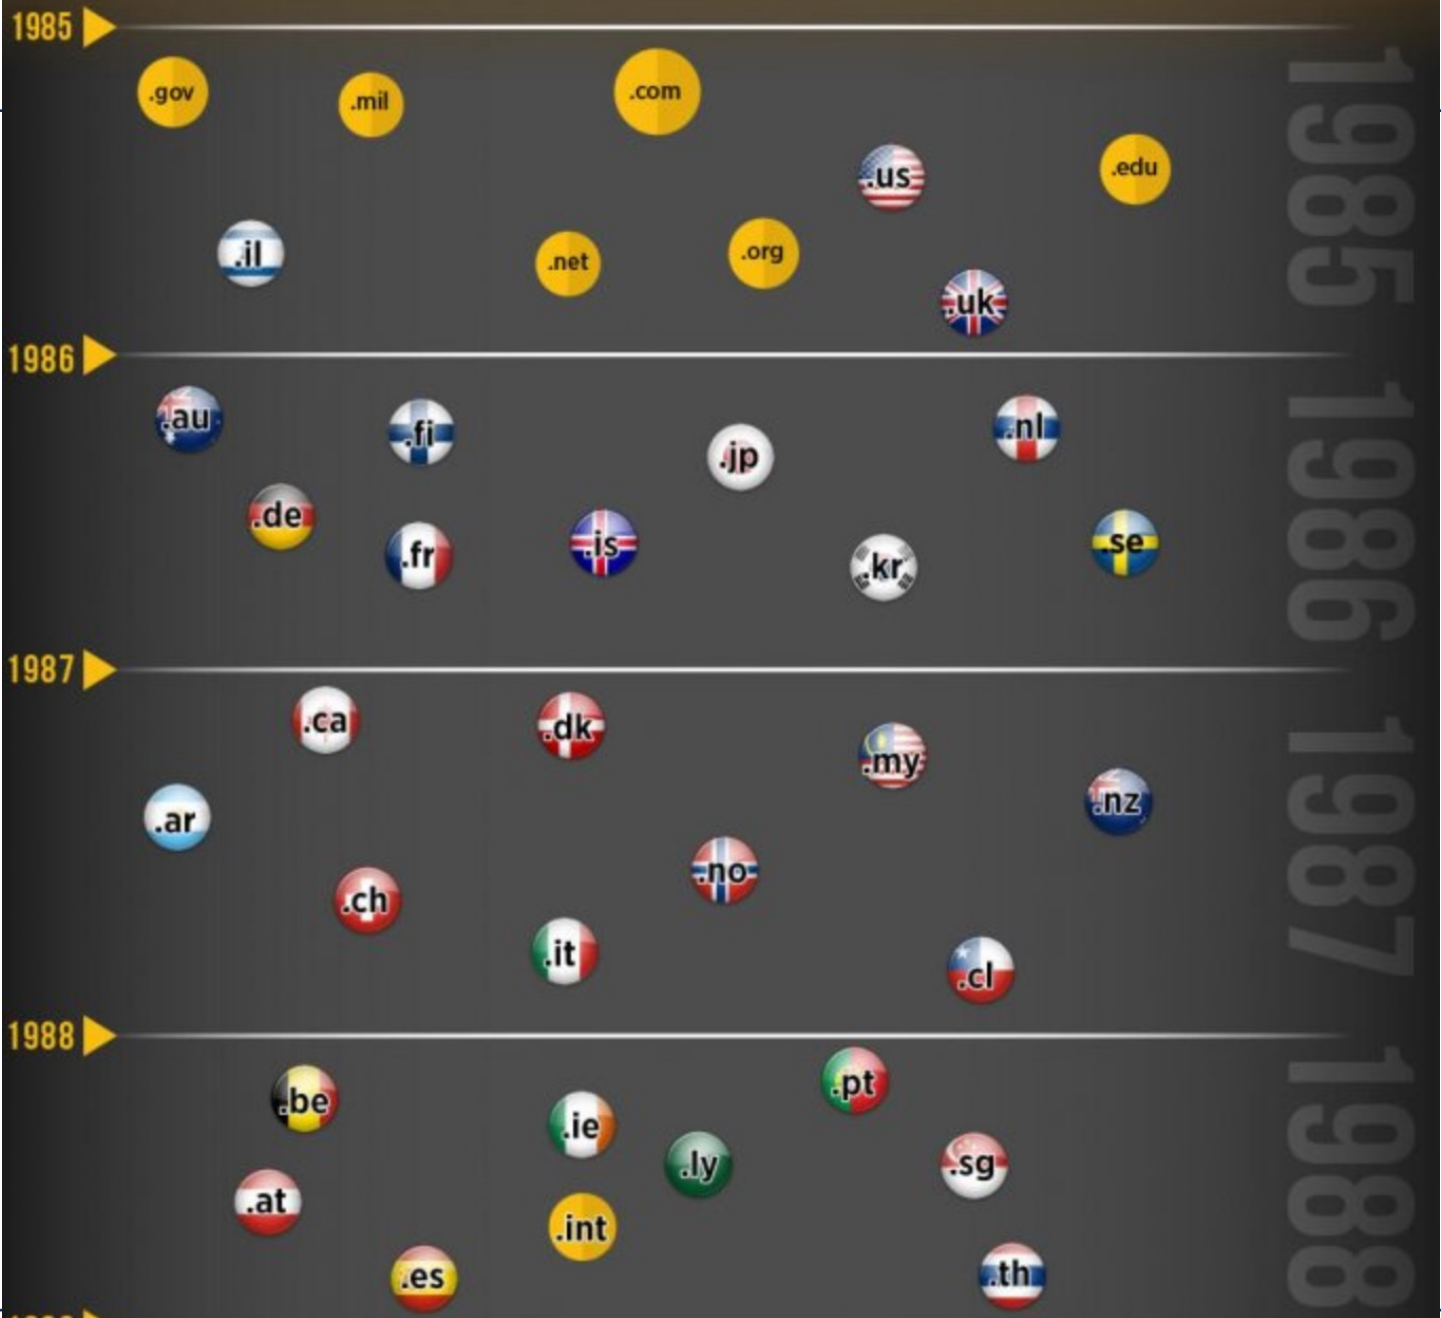 1985
.gov
.mil
.com
.us
.edu
.il
.net
.org
.uk
1985
1986
.au
.fi
.jp
.nl
.de
.fr
.is
.kr
.se
1986
1987
.ca
.dk
.my
.nz
.ar
.no
.ch
.it
.cl
1987
1988
.be
.pt
.ie
.ly
.sg
.at
.int
.es
.th
1988